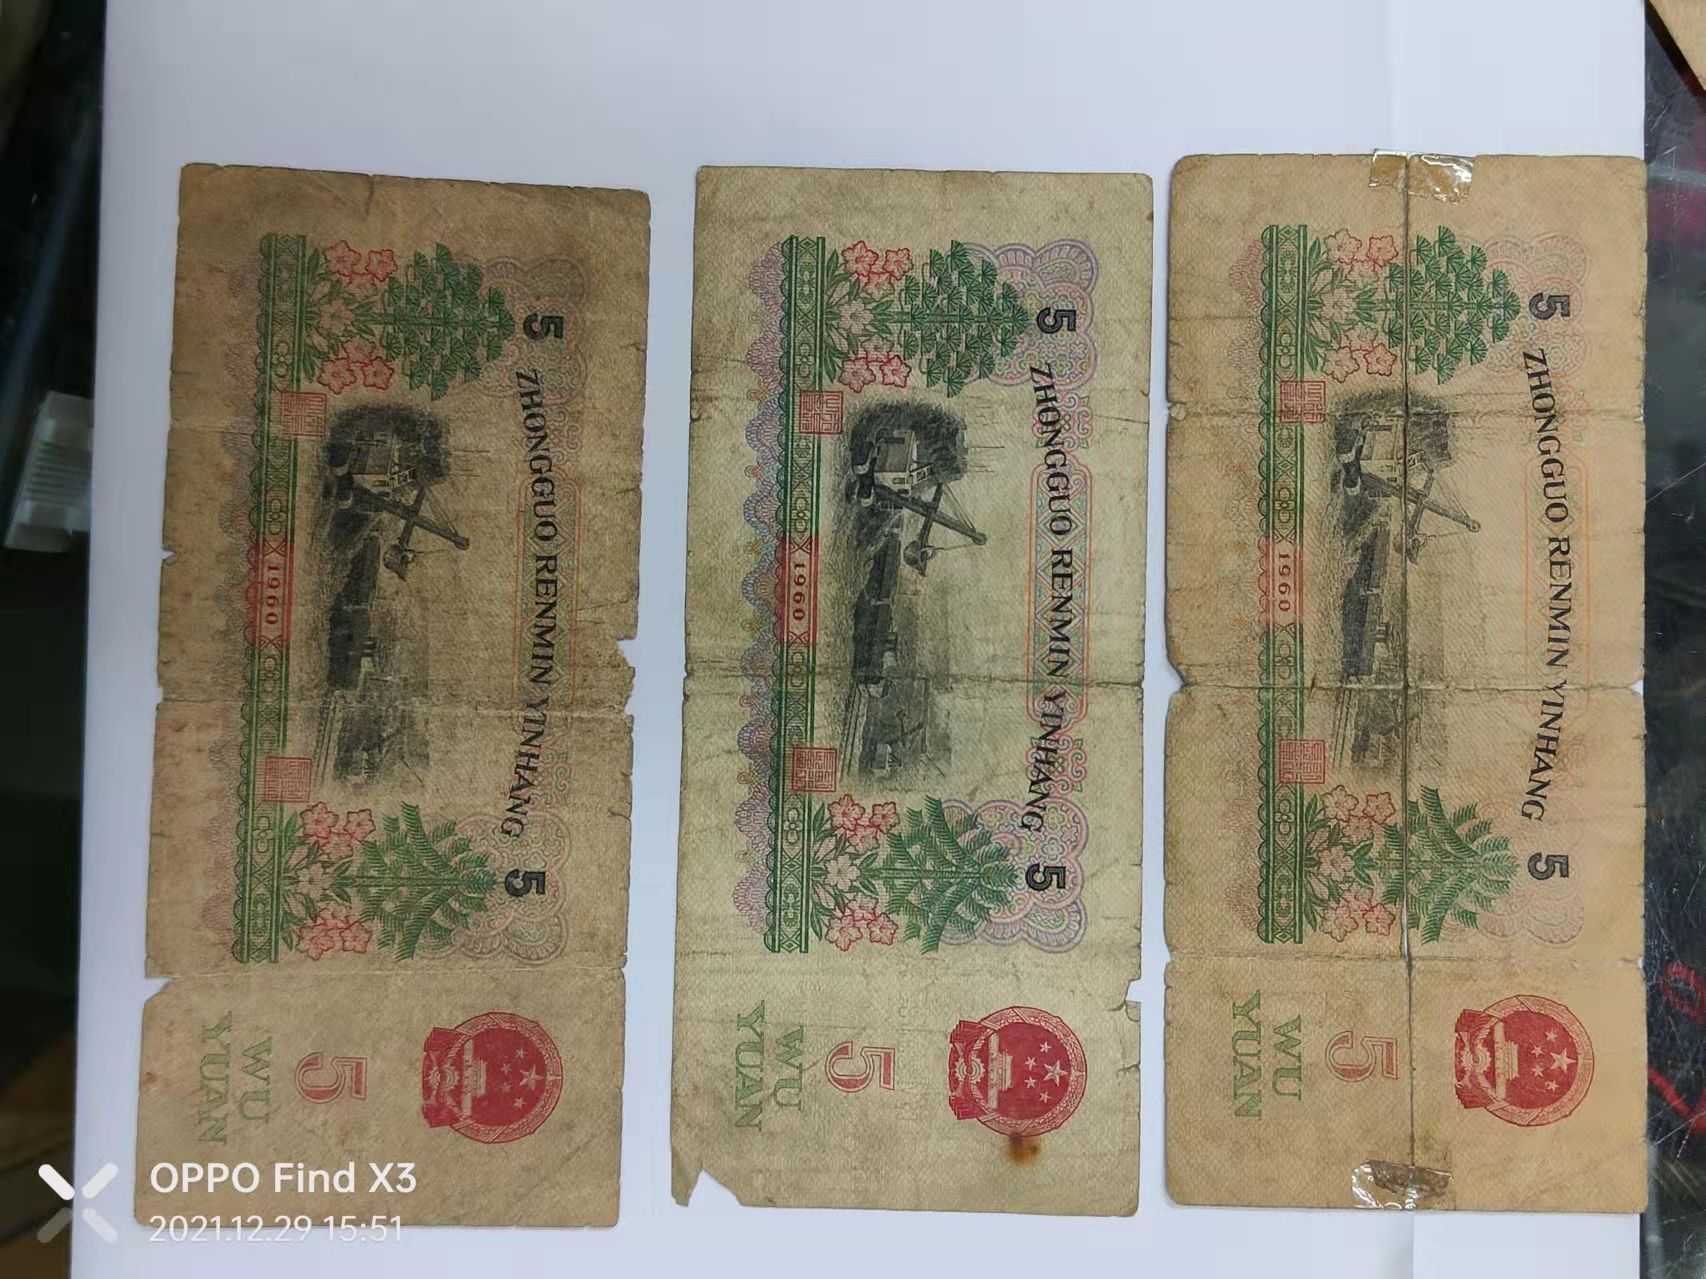 5
ZHONGGUO RENMIN YINHANG
5
1960
5
WU
YUAN
5
ZHONGGUO RENMIN YINHANG
5
1960
5
WU
YUAN
5
ZHONGGUO RENMIN YINHANG
5
1960
5
WU
YUAN
OPPO Find X3
2021.12.29 15:51